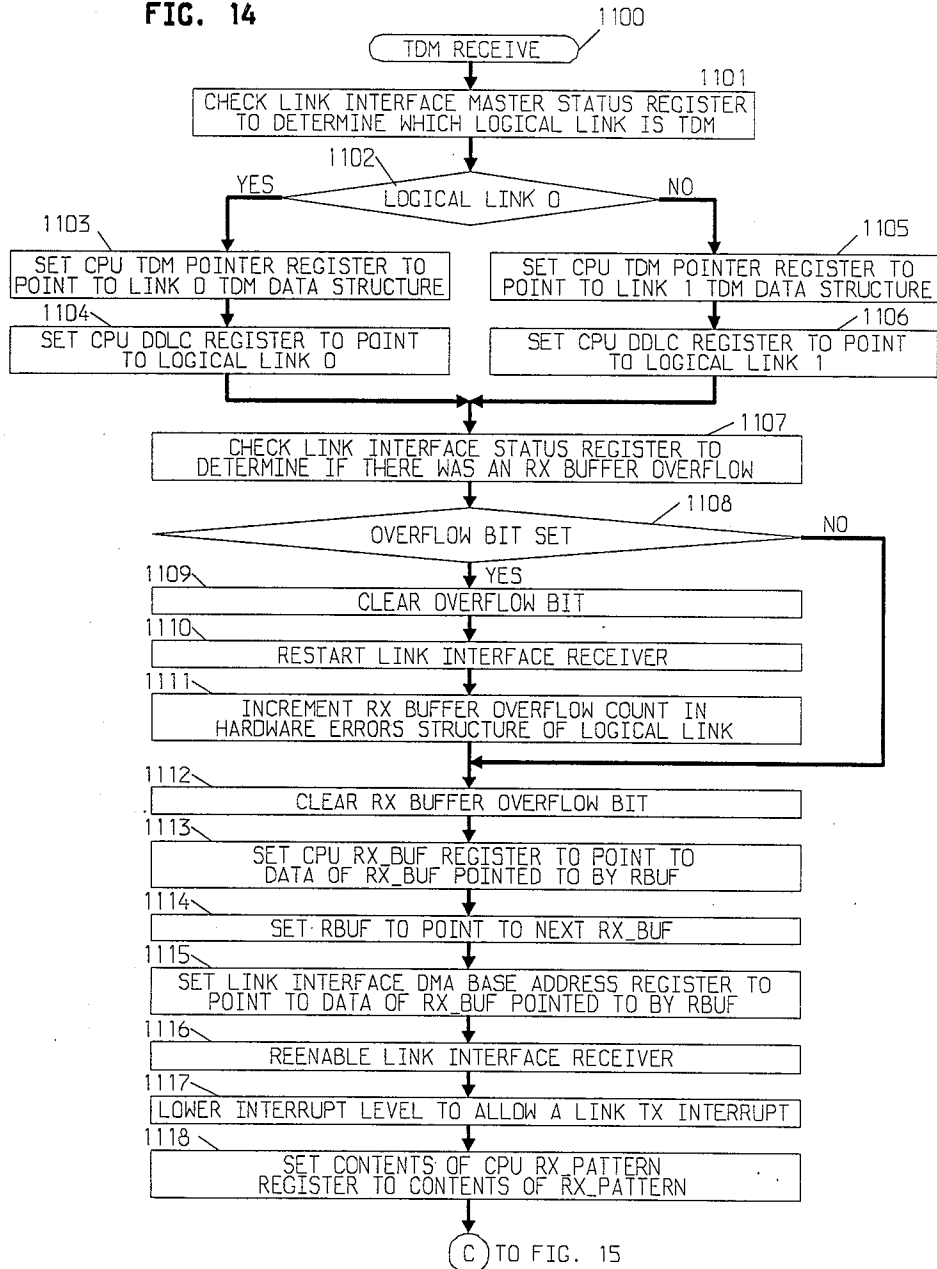 FIG. 14
1100
TDM RECEIVE
1101
CHECK LINK INTERFACE MASTER STATUS REGISTER
TO DETERMINE WHICH LOGICAL LINK IS TDM
1102
YES
LOGICAL LINK 0
NO
1103
SET CPU TDM POINTER REGISTER TO
POINT TO LINK 0 TDM DATA STRUCTURE
1105
SET CPU TDM POINTER REGISTER TO
POINT TO LINK 1 TDM DATA STRUCTURE
1104
SET CPU DDLC REGISTER TO POINT
TO LOGICAL LINK 0
1106
SET CPU DDLC REGISTER TO POINT
TO LOGICAL LINK 1
1107
CHECK LINK INTERFACE STATUS REGISTER TO
DETERMINE IF THERE WAS AN RX BUFFER OVERFLOW
1108
OVERFLOW BIT SET
NO
YES
1109
CLEAR OVERFLOW BIT
1110
RESTART LINK INTERFACE RECEIVER
1111
INCREMENT RX BUFFER OVERFLOW COUNT IN
HARDWARE ERRORS STRUCTURE OF LOGICAL LINK
1112
CLEAR RX BUFFER OVERFLOW BIT
1113
SET CPU RX_BUF REGISTER TO POINT TO
DATA OF RX_BUF POINTED TO BY RBUF
1114
SET RBUF TO POINT TO NEXT RX_BUF
1115
SET LINK INTERFACE DMA BASE ADDRESS REGISTER TO
POINT TO DATA OF RX_BUF POINTED TO BY RBUF
1116
REENABLE LINK INTERFACE RECEIVER
1117
LOWER INTERRUPT LEVEL TO ALLOW A LINK TX INTERRUPT
1118
SET CONTENTS OF CPU RX_PATTERN
REGISTER TO CONTENTS OF RX_PATTERN
C TO FIG. 15